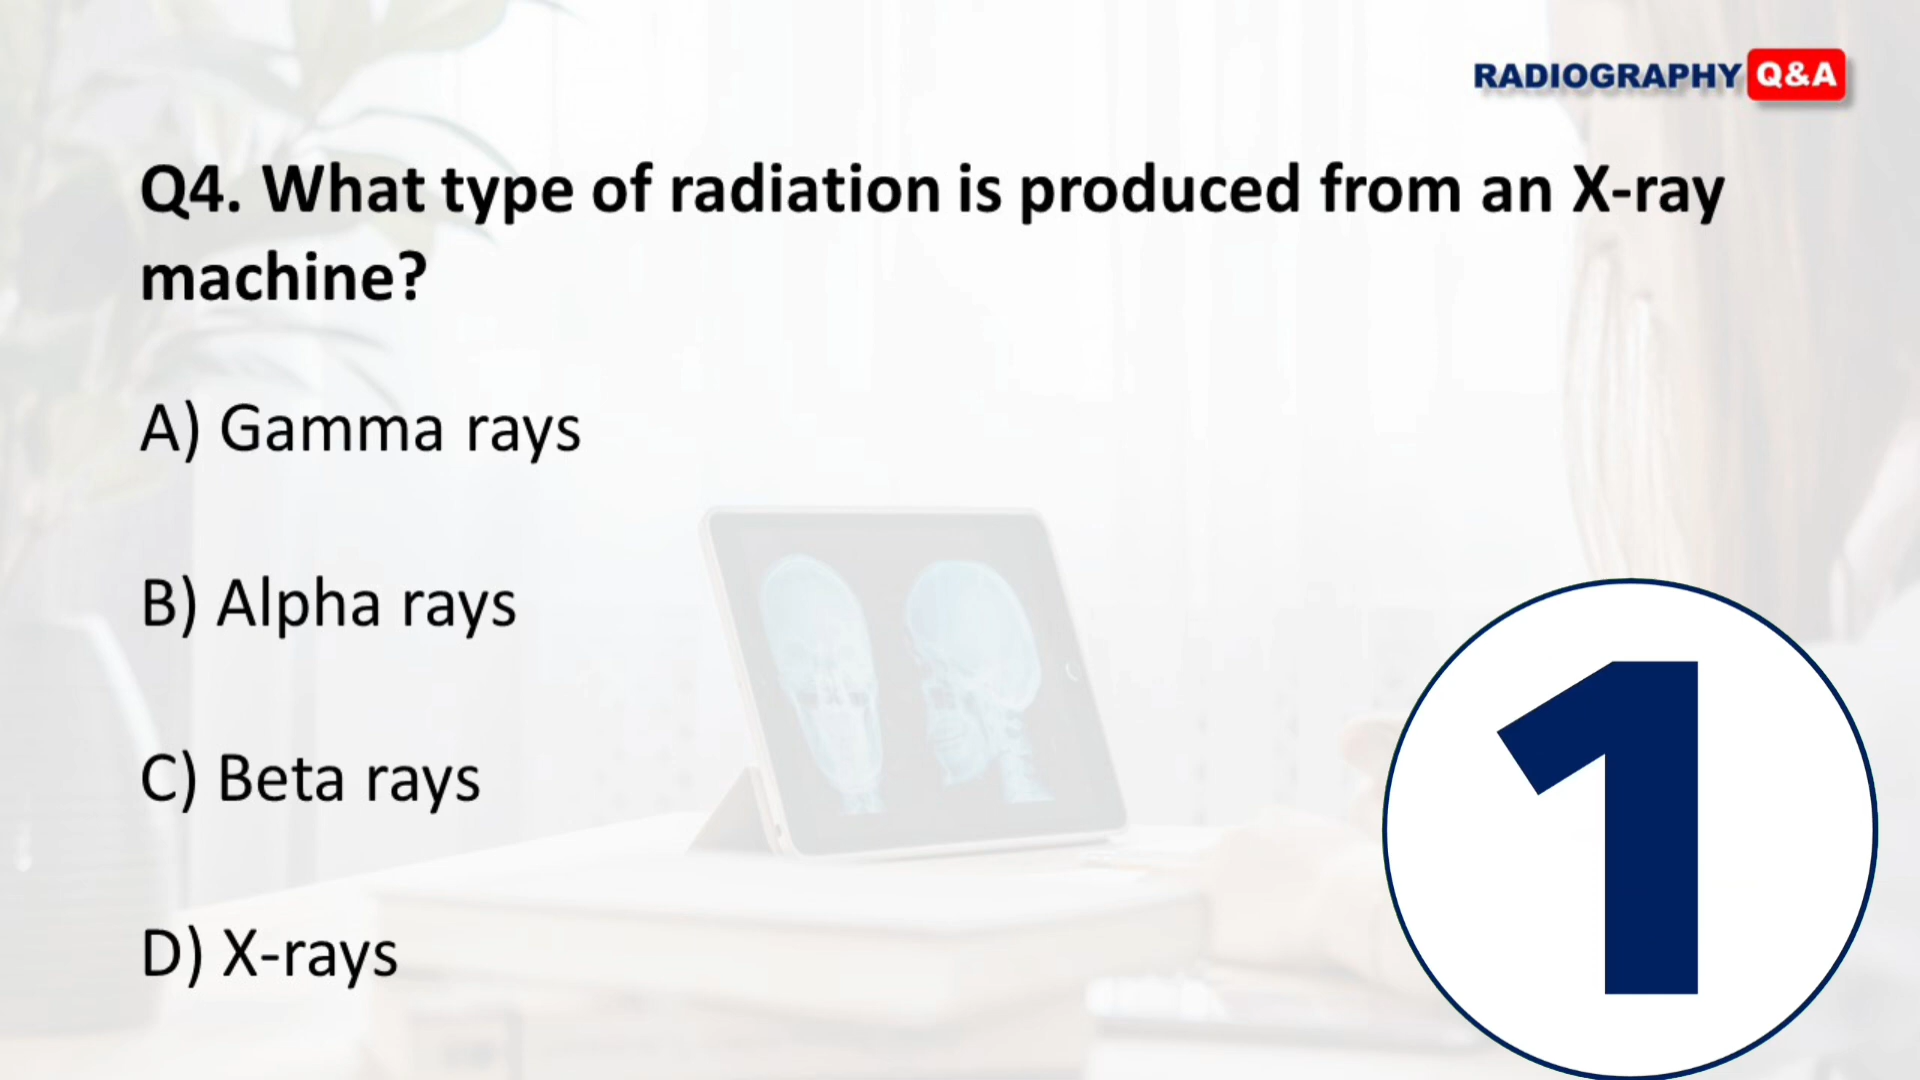 RADIOGRAPHY Q&A
Q4. What type of radiation is produced from an X-ray
machine?
A) Gamma rays
B) Alpha rays
C) Beta rays
D) X-rays
1